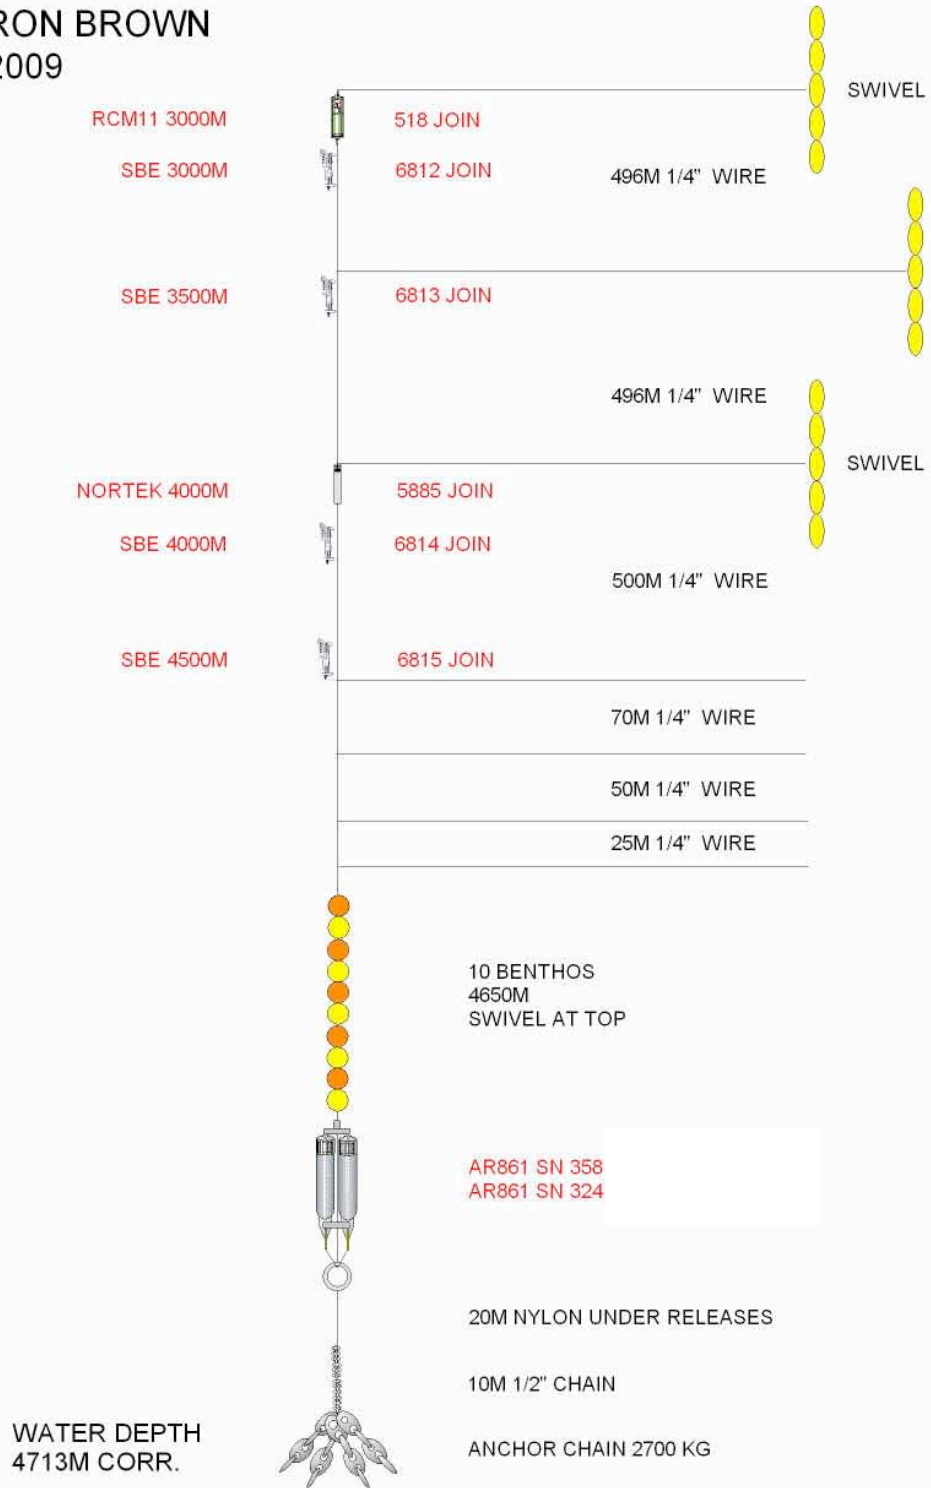 RON BROWN
2009
SWIVEL
RCM11 3000M
518 JOIN
SBE 3000M
6812 JOIN
496M 1/4" WIRE
SBE 3500M
6813 JOIN
496M 1/4" WIRE
SWIVEL
NORTEK 4000M
5885 JOIN
SBE 4000M
6814 JOIN
500M 1/4" WIRE
SBE 4500M
6815 JOIN
70M 1/4" WIRE
50M 1/4" WIRE
25M 1/4" WIRE
10 BENTHOS
4650M
SWIVEL AT TOP
AR861 SN 358
AR861 SN 324
20M NYLON UNDER RELEASES
10M 1/2" CHAIN
WATER DEPTH
4713M CORR.
ANCHOR CHAIN 2700 KG